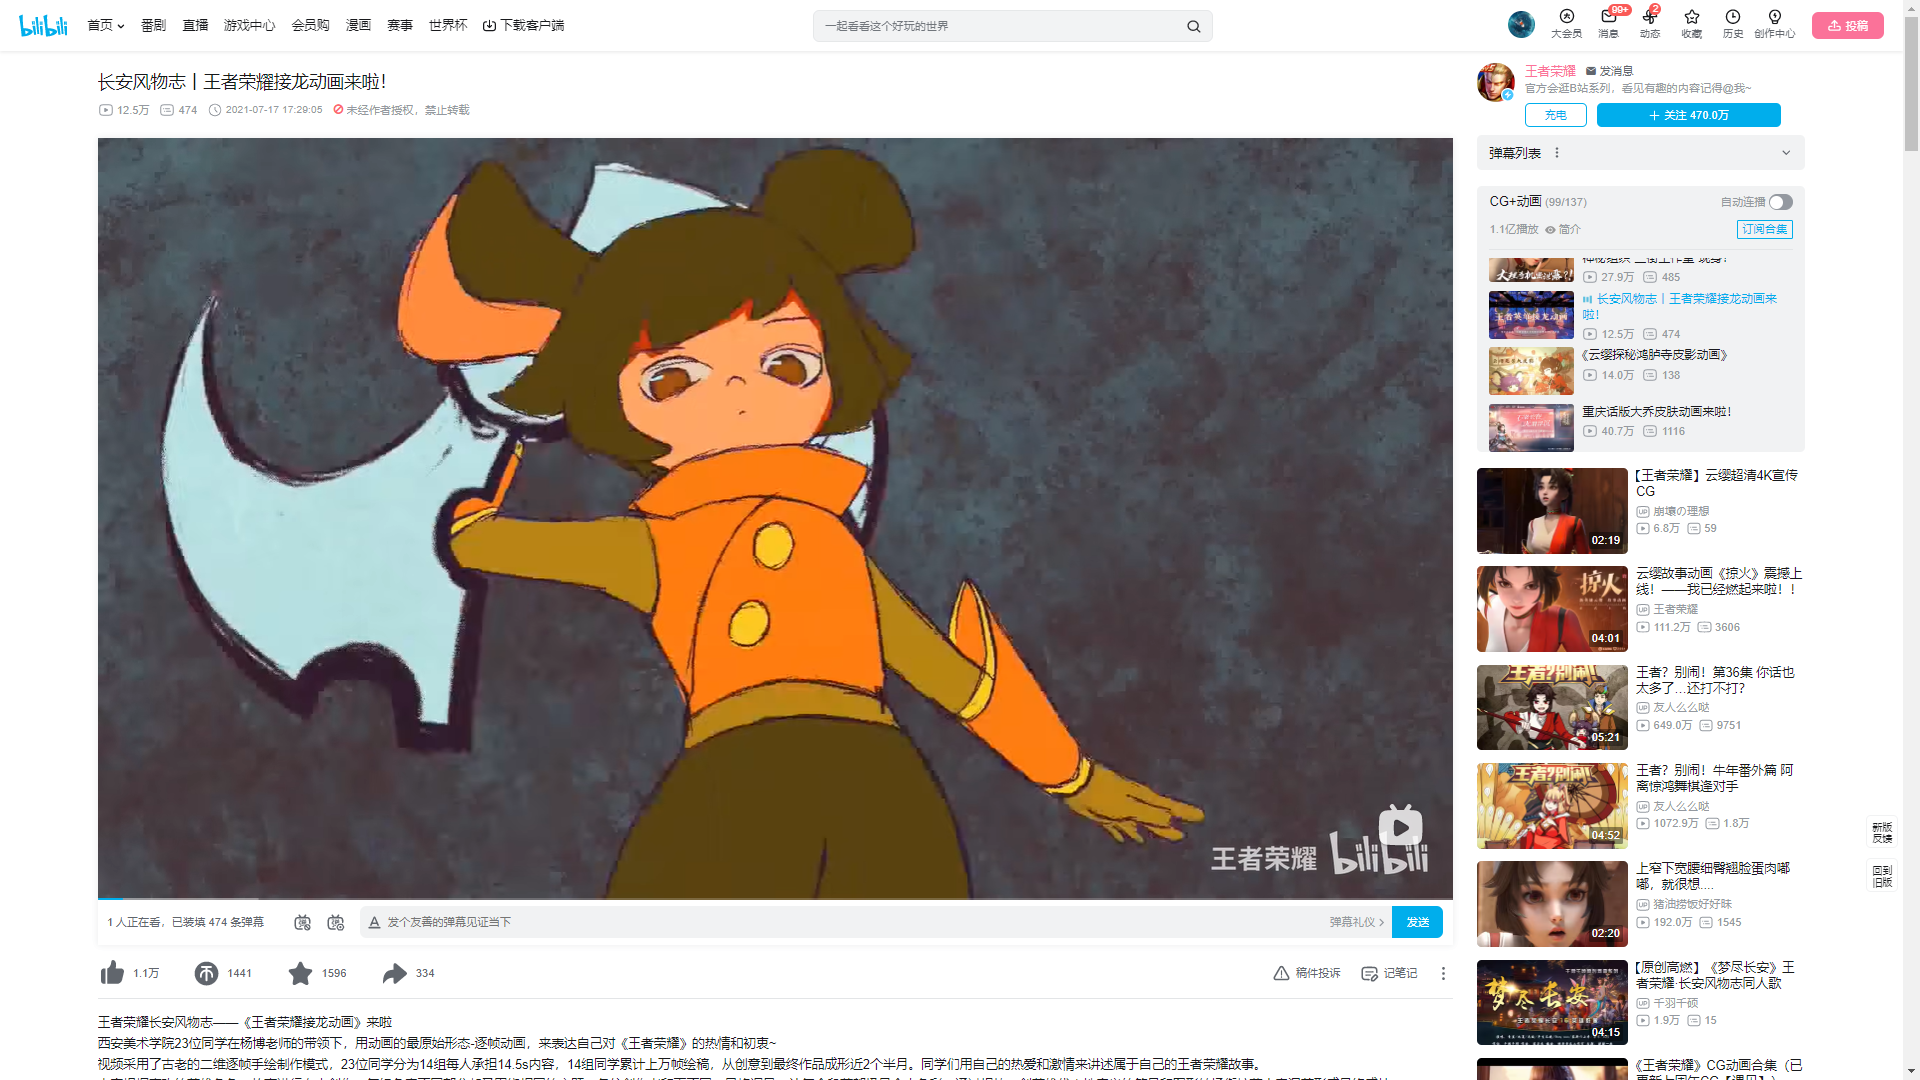 bilibili
首页 番剧 直播 游戏中心 会员购 漫画 赛事 世界杯 下载客户端
一起看看这个好玩的世界
大会员 99+ 消息 2 动态 收藏 历史 创作中心 投稿
长安风物志丨王者荣耀接龙动画来啦！
12.5万 474 2021-07-17 17:29:05 未经作者授权，禁止转载
王者荣耀 bilibili
1 人正在看，已装填 474 条弹幕
发个友善的弹幕见证当下
弹幕礼仪
发送
1.1万 1441 1596 334
稿件投诉 记笔记
王者荣耀长安风物志——《王者荣耀接龙动画》来啦
西安美术学院23位同学在杨博老师的带领下，用动画的最原始形态-逐帧动画，来表达自己对《王者荣耀》的热情和初衷~
视频采用了古老的二维逐帧手绘制作模式，23位同学分为14组每人承担14.5s内容，14组同学累计上万帧绘稿，从创意到最终作品成形近2个半月。同学们用自己的热爱和激情来讲述属于自己的王者荣耀故事。
王者荣耀 发消息
官方会逛B站系列，看见有趣的内容记得@我~
充电
关注 470.0万
弹幕列表
CG+动画 (99/137)
自动连播
1.1亿播放 简介
订阅合集
27.9万 485
长安风物志丨王者荣耀接龙动画来
啦！
12.5万 474
《云缨探秘鸿胪寺皮影动画》
14.0万 138
重庆话版大乔皮肤动画来啦！
40.7万 1116
02:19
【王者荣耀】云缨超清4K宣传
CG
UP 崩壞の理想
6.8万 59
掠火
04:01
云缨故事动画《掠火》震撼上
线！——我已经燃起来啦！！
UP 王者荣耀
111.2万 3606
王者?别闹!
05:21
王者？别闹！第36集 你话也
太多了...还打不打?
UP 友人么么哒
649.0万 9751
王者?别闹!
04:52
王者？别闹！牛年番外篇 阿
离惊鸿舞棋逢对手
UP 友人么么哒
1072.9万 1.8万
02:20
上窄下宽腰细臀翘脸蛋肉嘟
嘟，就很想....
UP 猪油捞饭好好昧
192.0万 1545
梦尽长安
04:15
【原创高燃】《梦尽长安》王
者荣耀·长安风物志同人歌
UP 千羽千硕
1.9万 15
《王者荣耀》CG动画合集（已
新版
反馈
回到
旧版